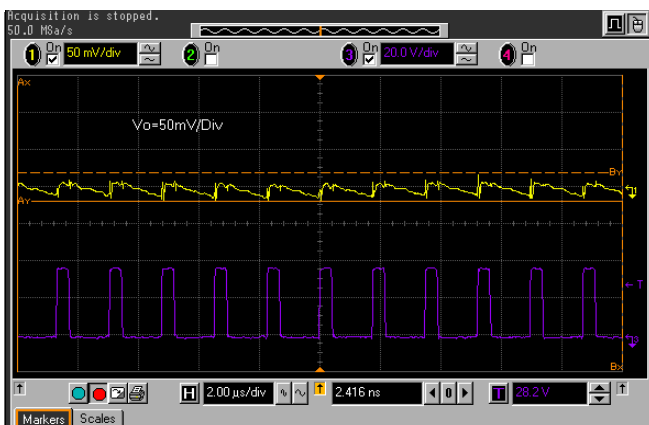 Acquisition is stopped.
50.0 MSa/s
1 On 50 mV/div 2 On 3 On 20.0 V/div 4 On
Ax
Vo=50mV/Div
By
Ay
T
Bx
H 2.00 µs/div 2.416 ns 0 T 28.2 V
Markers Scales